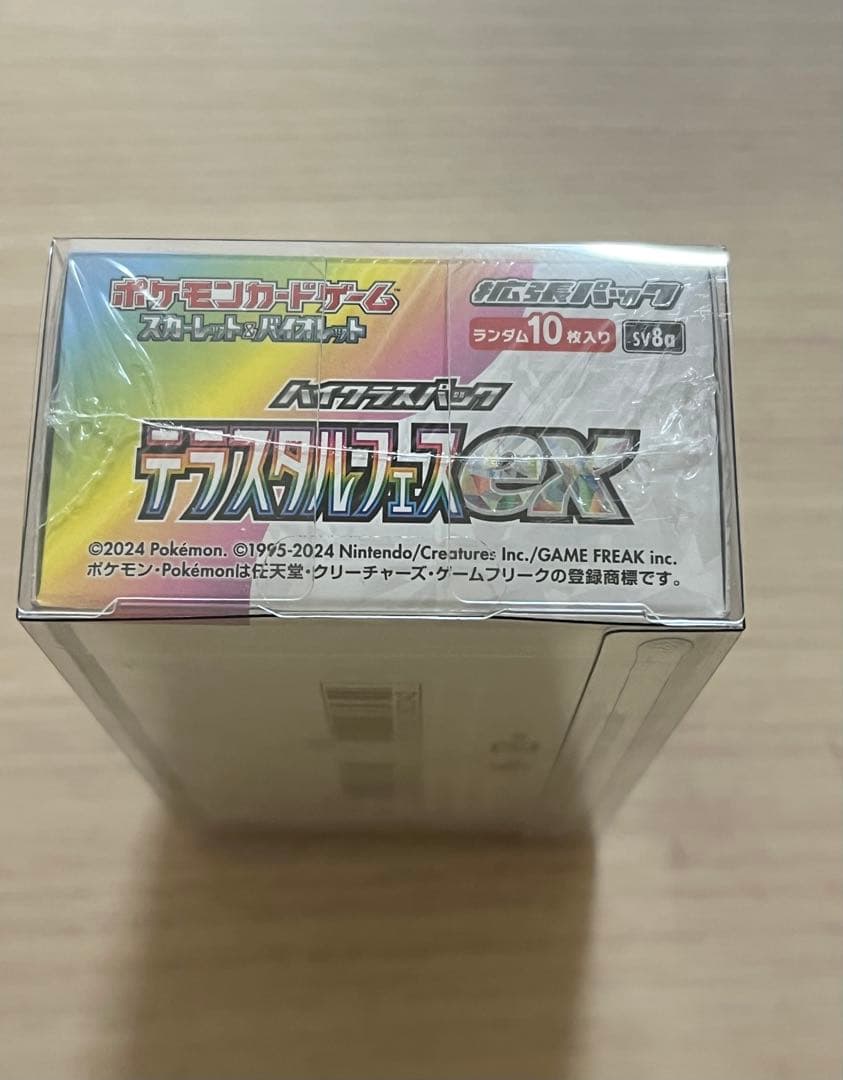 ポケモンカードゲーム™
スカーレット&バイオレット
拡張パック
ランダム10枚入り SV8a
ハイクラスパック
テラスタルフェスex
©2024 Pokémon. ©1995-2024 Nintendo/Creatures Inc./GAME FREAK inc.
ポケモン・Pokémonは任天堂・クリーチャーズ・ゲームフリークの登録商標です。